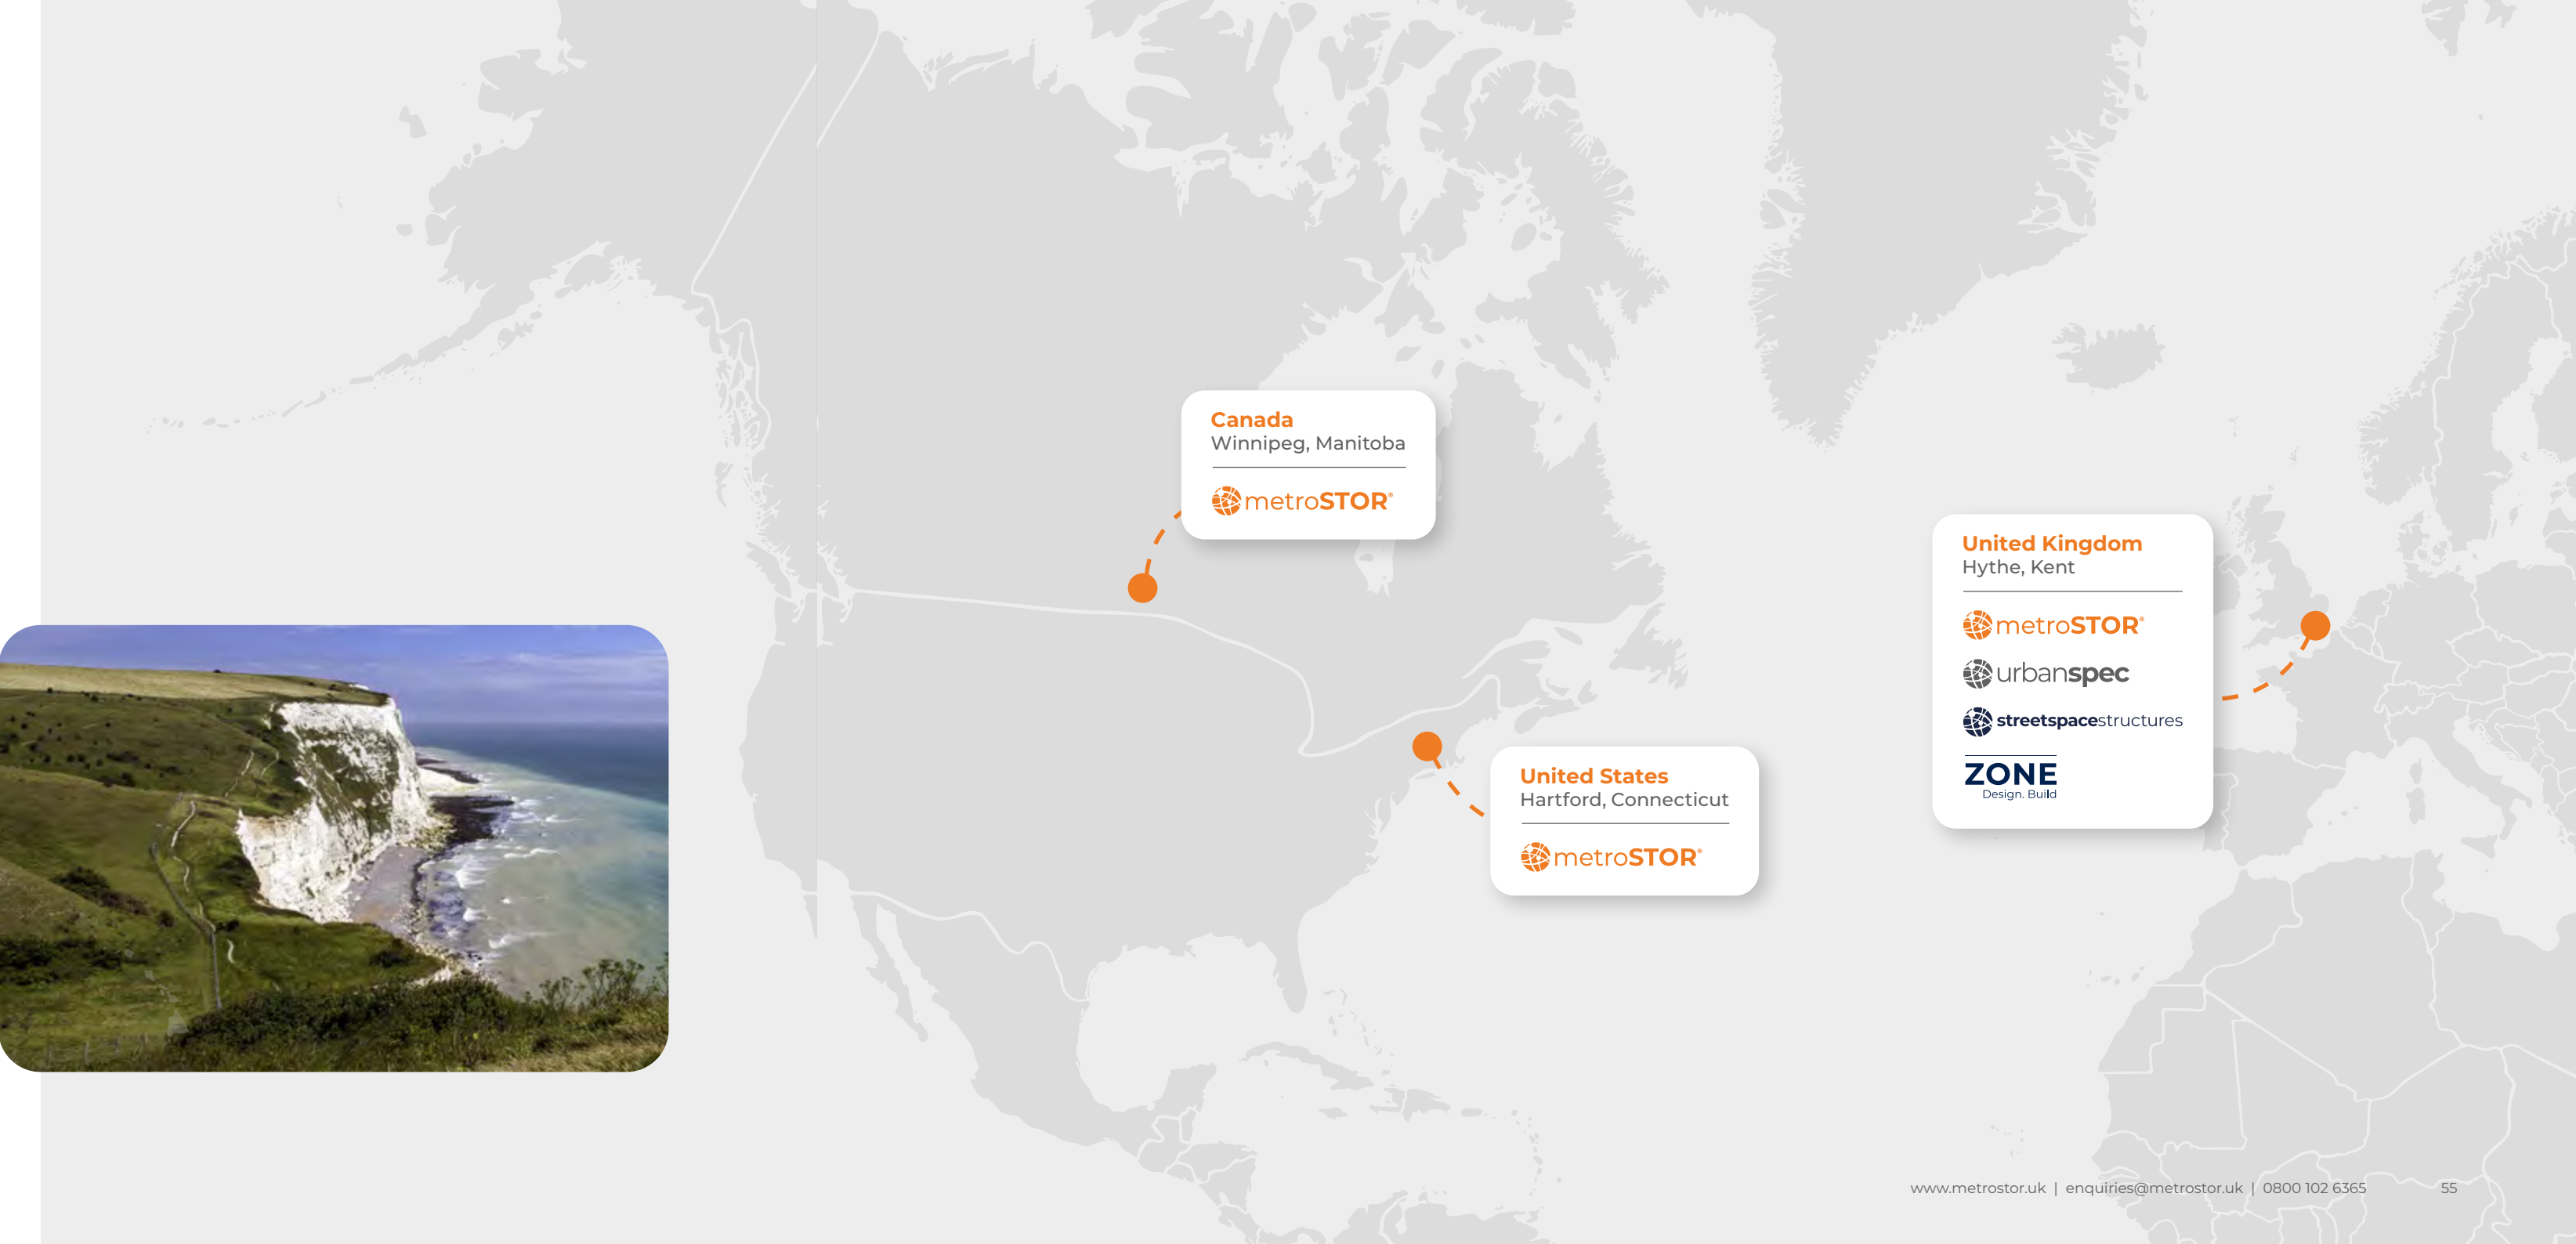 Canada
Winnipeg, Manitoba
metroSTOR®
United Kingdom
Hythe, Kent
metroSTOR®
urbanspec
streetspacestructures
ZONE
Design. Build
United States
Hartford, Connecticut
metroSTOR®
www.metrostor.uk | enquiries@metrostor.uk | 0800 102 6365 55